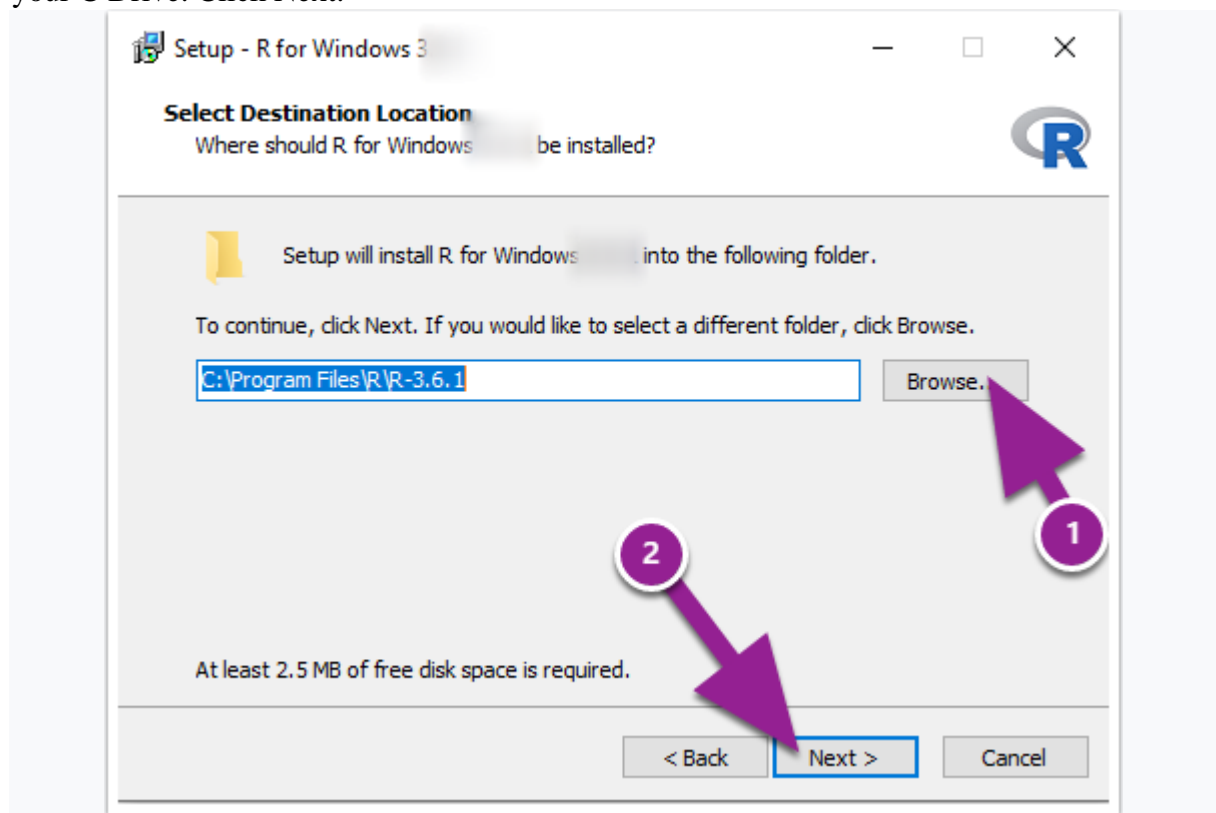 Setup - R for Windows 3
Select Destination Location
Where should R for Windows be installed?
R
Setup will install R for Windows into the following folder.
To continue, click Next. If you would like to select a different folder, click Browse.
C:\Program Files\R\R-3.6.1
Browse...
1
2
At least 2.5 MB of free disk space is required.
< Back Next > Cancel